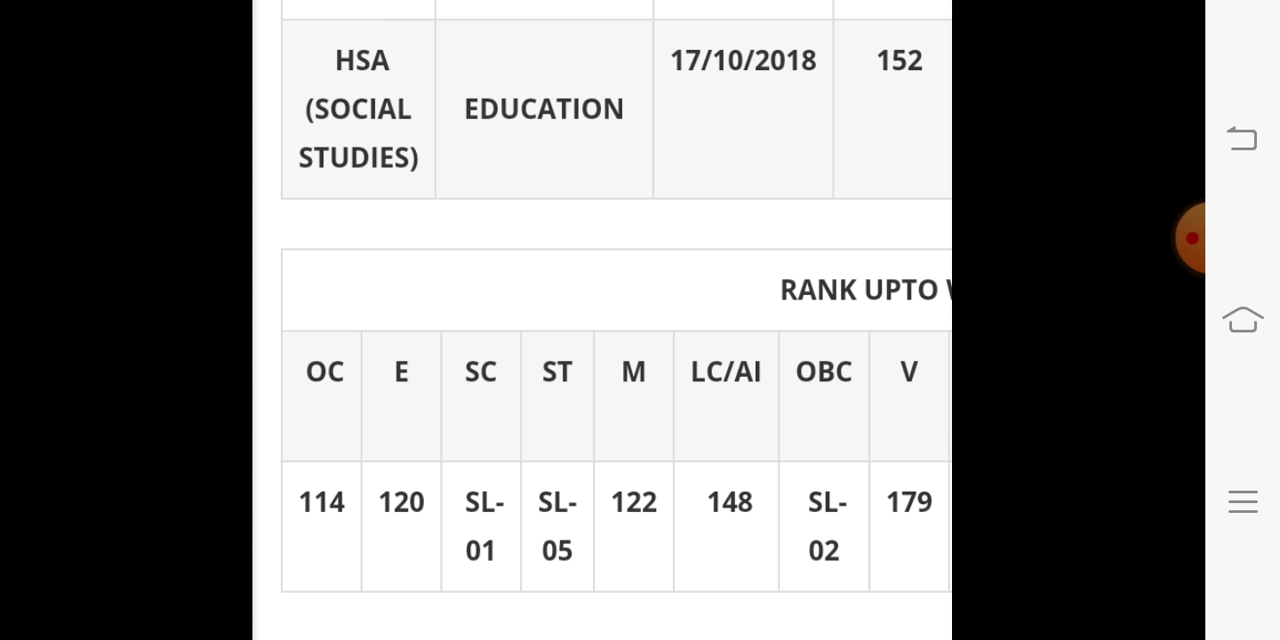 HSA (SOCIAL STUDIES) EDUCATION 17/10/2018 152
RANK UPTO
OC E SC ST M LC/AI OBC V
114 120 SL-01 SL-05 122 148 SL-02 179